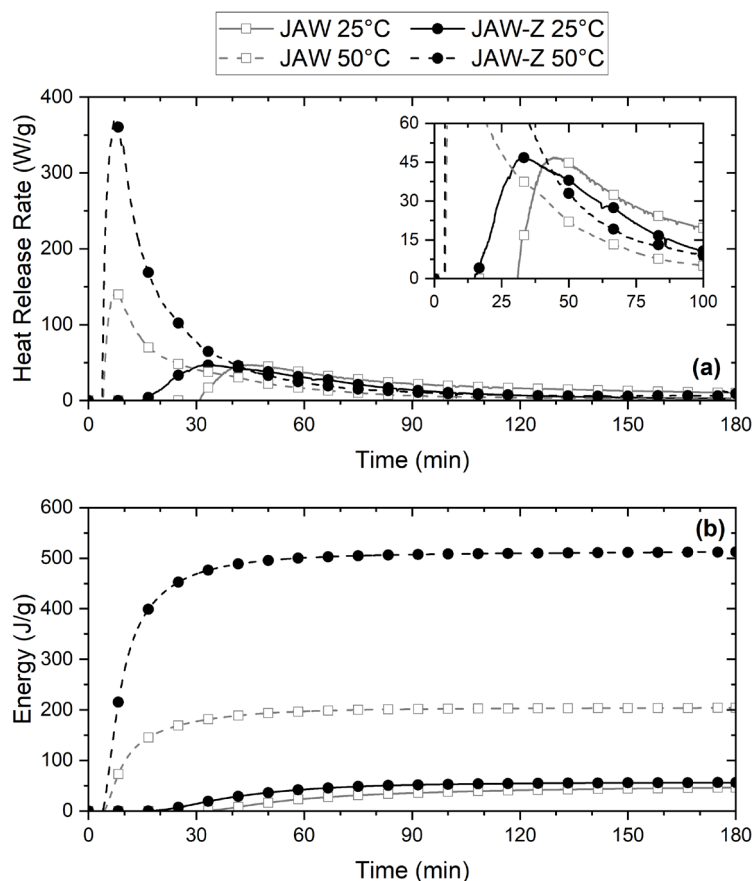 JAW 25°C JAW-Z 25°C
JAW 50°C JAW-Z 50°C
400
300
200
100
0
Heat Release Rate (W/g)
60
45
30
15
0
0 25 50 75 100
(a)
0 30 60 90 120 150 180
Time (min)
600
500
400
300
200
100
0
Energy (J/g)
(b)
0 30 60 90 120 150 180
Time (min)